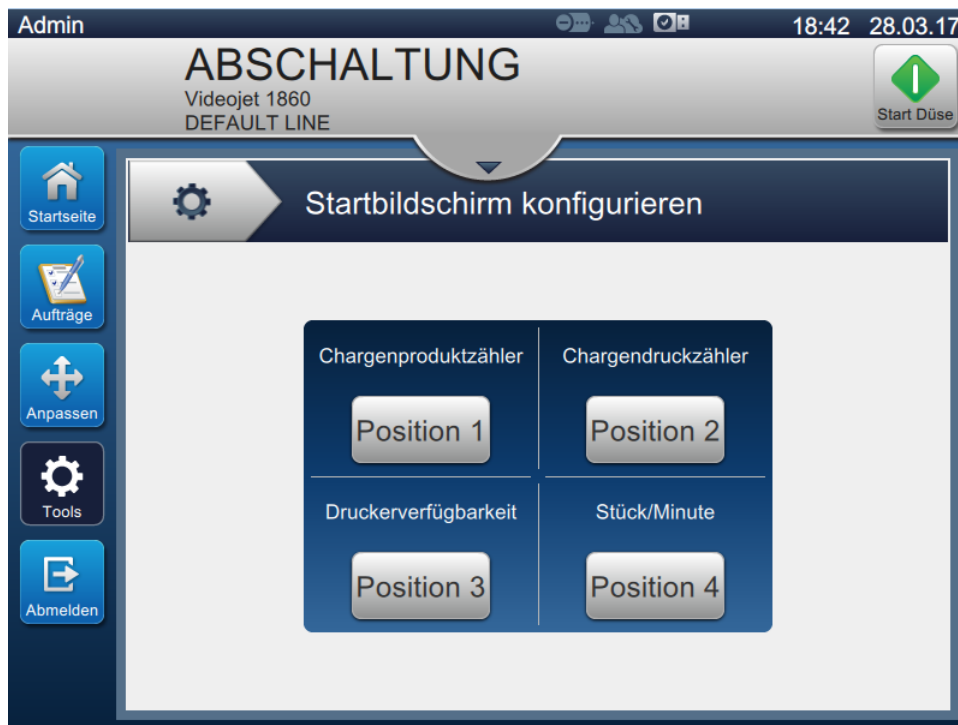 Admin
18:42 28.03.17
ABSCHALTUNG
Videojet 1860
DEFAULT LINE
Start Düse
Startseite
Startbildschirm konfigurieren
Aufträge
Chargenproduktzähler
Chargendruckzähler
Anpassen
Position 1
Position 2
Tools
Druckerverfügbarkeit
Stück/Minute
Position 3
Position 4
Abmelden